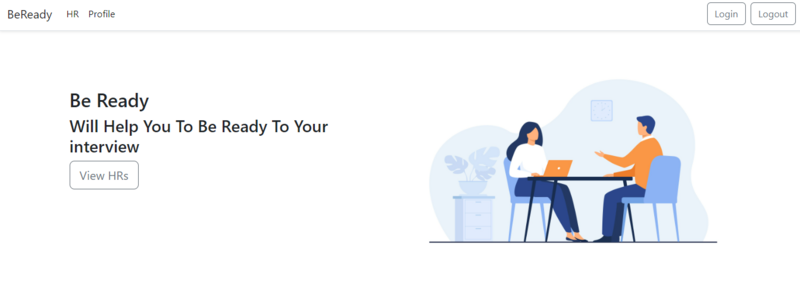 BeReady HR Profile Login Logout
Be Ready
Will Help You To Be Ready To Your
interview
View HRs